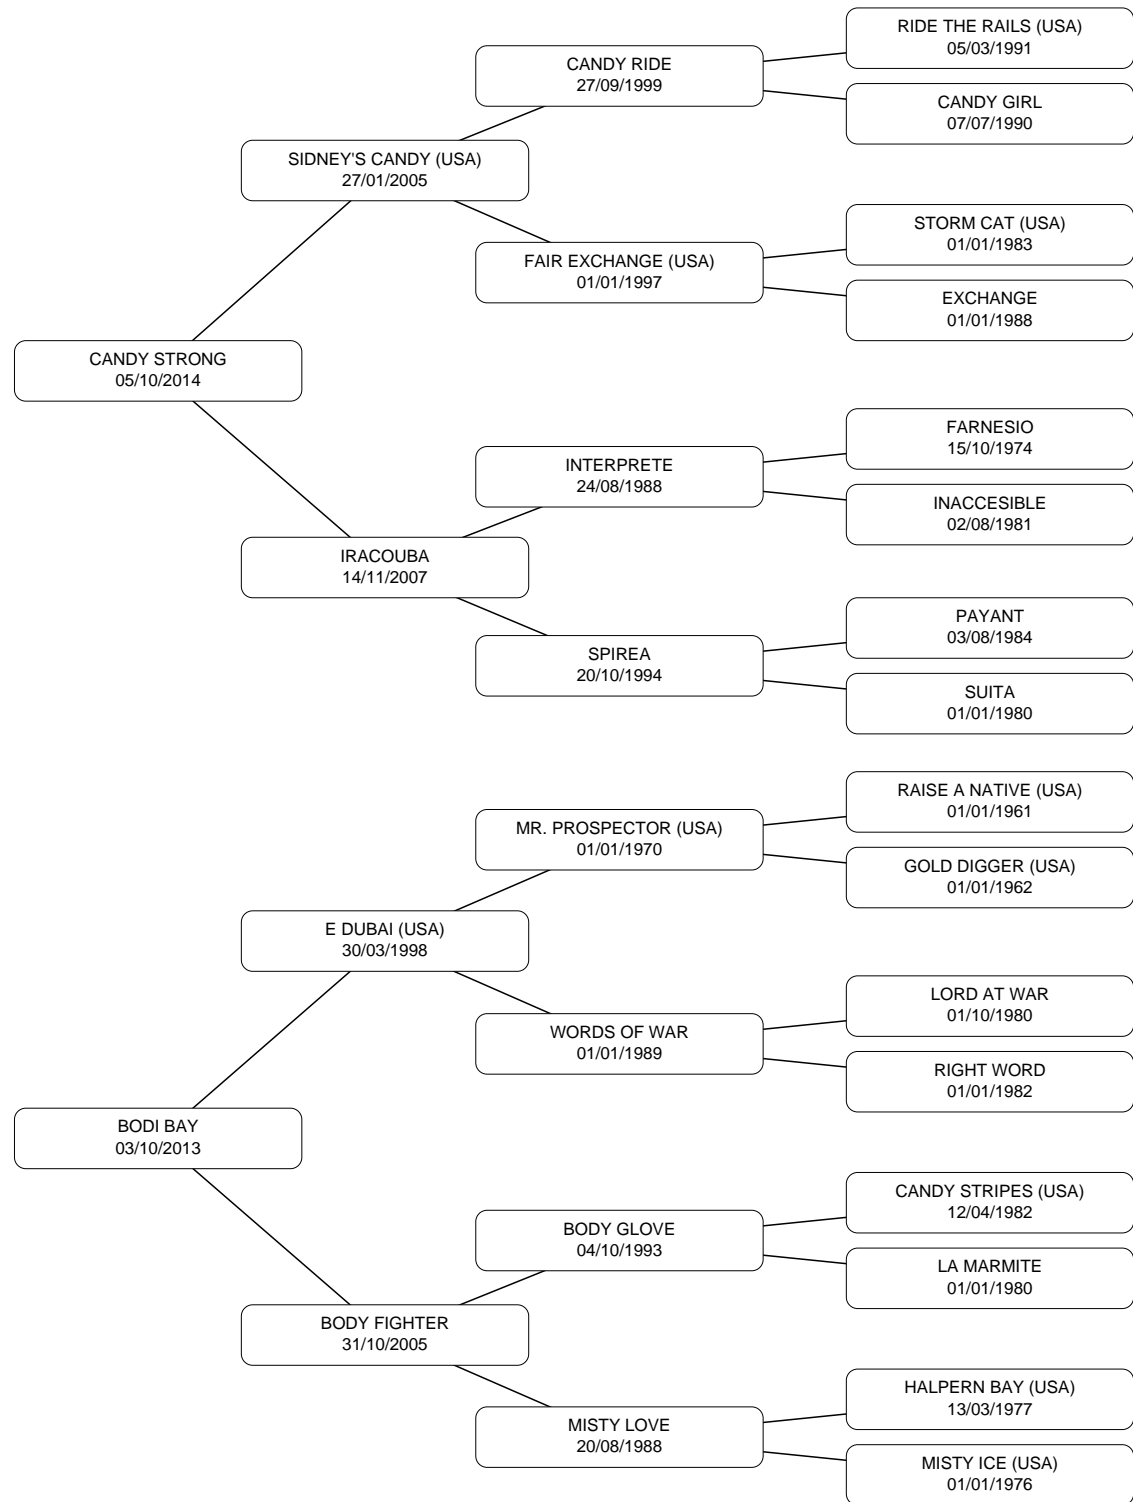 RIDE THE RAILS (USA)
05/03/1991
CANDY RIDE
27/09/1999
CANDY GIRL
07/07/1990
SIDNEY'S CANDY (USA)
27/01/2005
STORM CAT (USA)
01/01/1983
FAIR EXCHANGE (USA)
01/01/1997
EXCHANGE
01/01/1988
CANDY STRONG
05/10/2014
FARNESIO
15/10/1974
INTERPRETE
24/08/1988
INACCESIBLE
02/08/1981
IRACOUBA
14/11/2007
PAYANT
03/08/1984
SPIREA
20/10/1994
SUITA
01/01/1980
RAISE A NATIVE (USA)
01/01/1961
MR. PROSPECTOR (USA)
01/01/1970
GOLD DIGGER (USA)
01/01/1962
E DUBAI (USA)
30/03/1998
LORD AT WAR
01/10/1980
WORDS OF WAR
01/01/1989
RIGHT WORD
01/01/1982
BODI BAY
03/10/2013
CANDY STRIPES (USA)
12/04/1982
BODY GLOVE
04/10/1993
LA MARMITE
01/01/1980
BODY FIGHTER
31/10/2005
HALPERN BAY (USA)
13/03/1977
MISTY LOVE
20/08/1988
MISTY ICE (USA)
01/01/1976